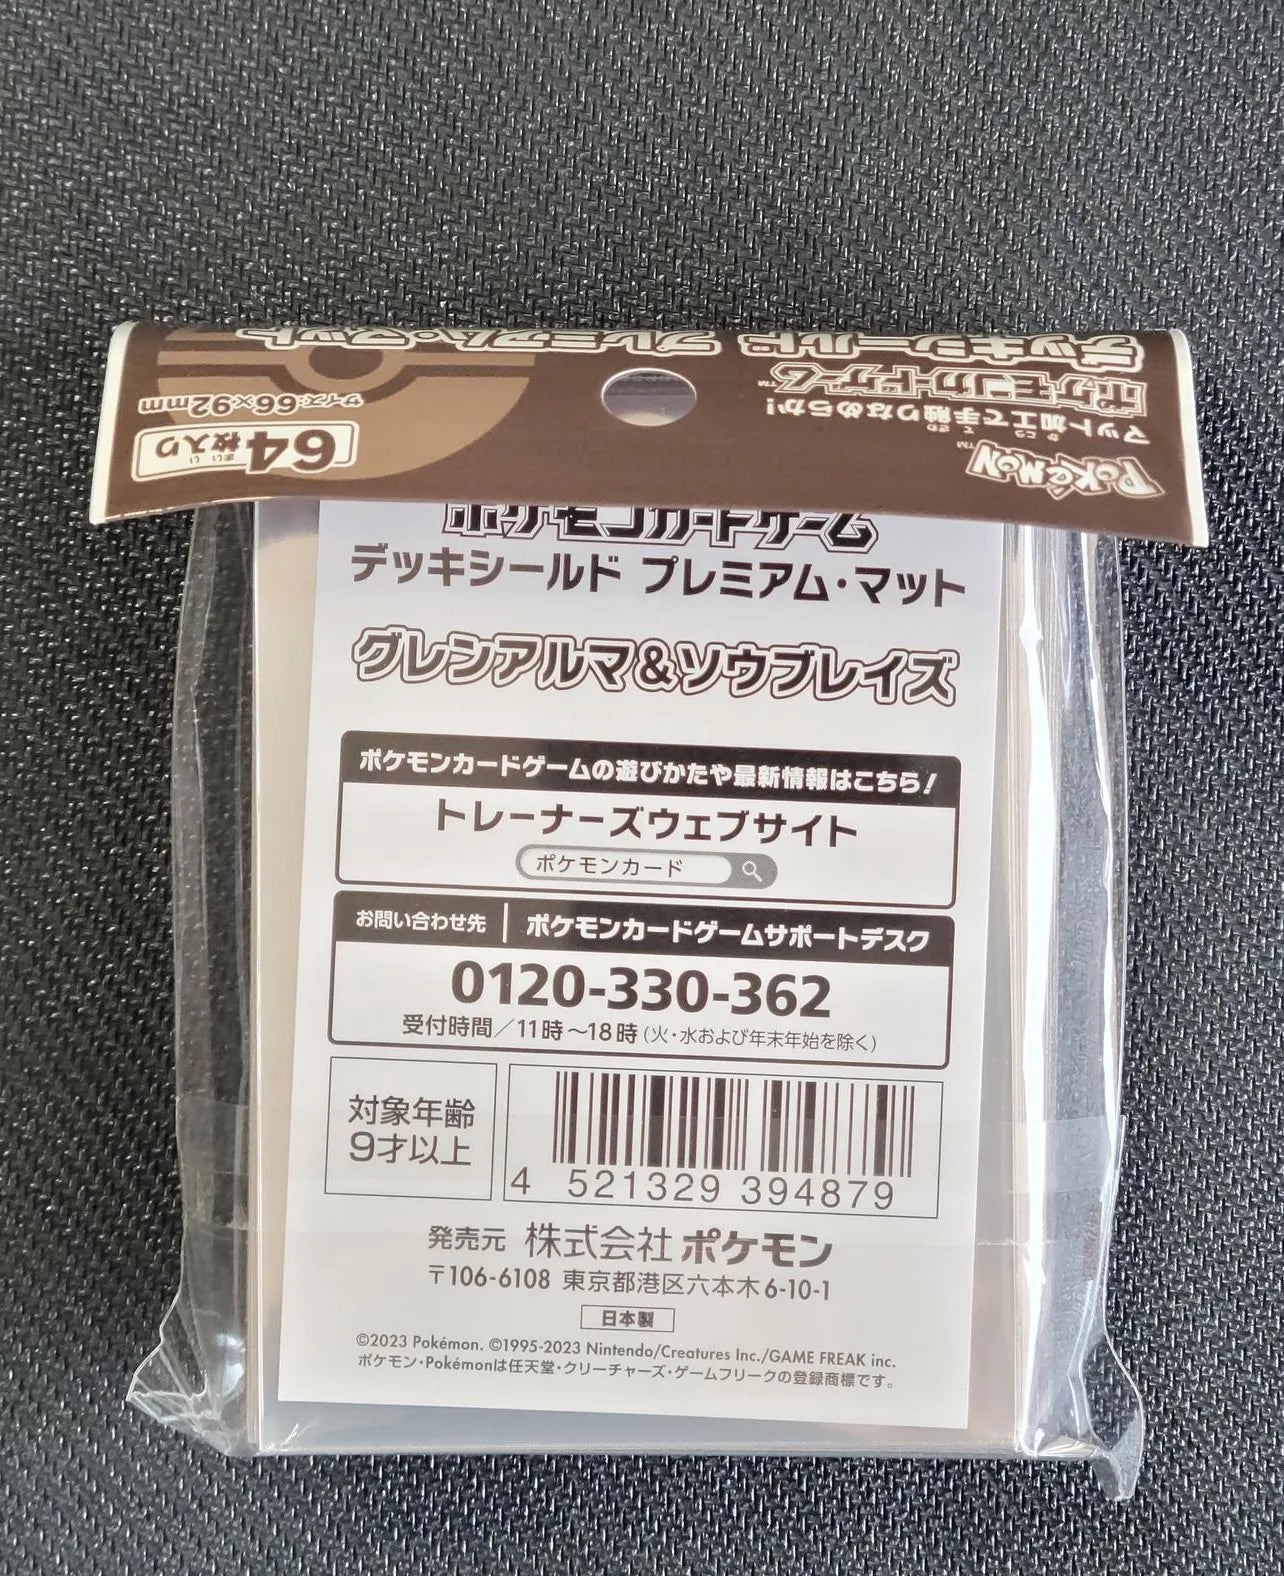 ポケモンカードゲーム
デッキシールド プレミアム・マット
マット加工で手触りなめらか！
Pokémon™
サイズ:66×92mm
64枚入り
ポケモンカードゲーム
デッキシールド プレミアム・マット
グレンアルマ&ソウブレイズ
ポケモンカードゲームの遊びかたや最新情報はこちら！
トレーナーズウェブサイト
ポケモンカード
お問い合わせ先 ポケモンカードゲームサポートデスク
0120-330-362
受付時間／11時～18時(火・水および年末年始を除く)
対象年齢
9才以上
4 521329 394879
発売元 株式会社ポケモン
〒106-6108 東京都港区六本木6-10-1
日本製
©2023 Pokémon. ©1995-2023 Nintendo/Creatures Inc./GAME FREAK inc.
ポケモン・Pokémonは任天堂・クリーチャーズ・ゲームフリークの登録商標です。